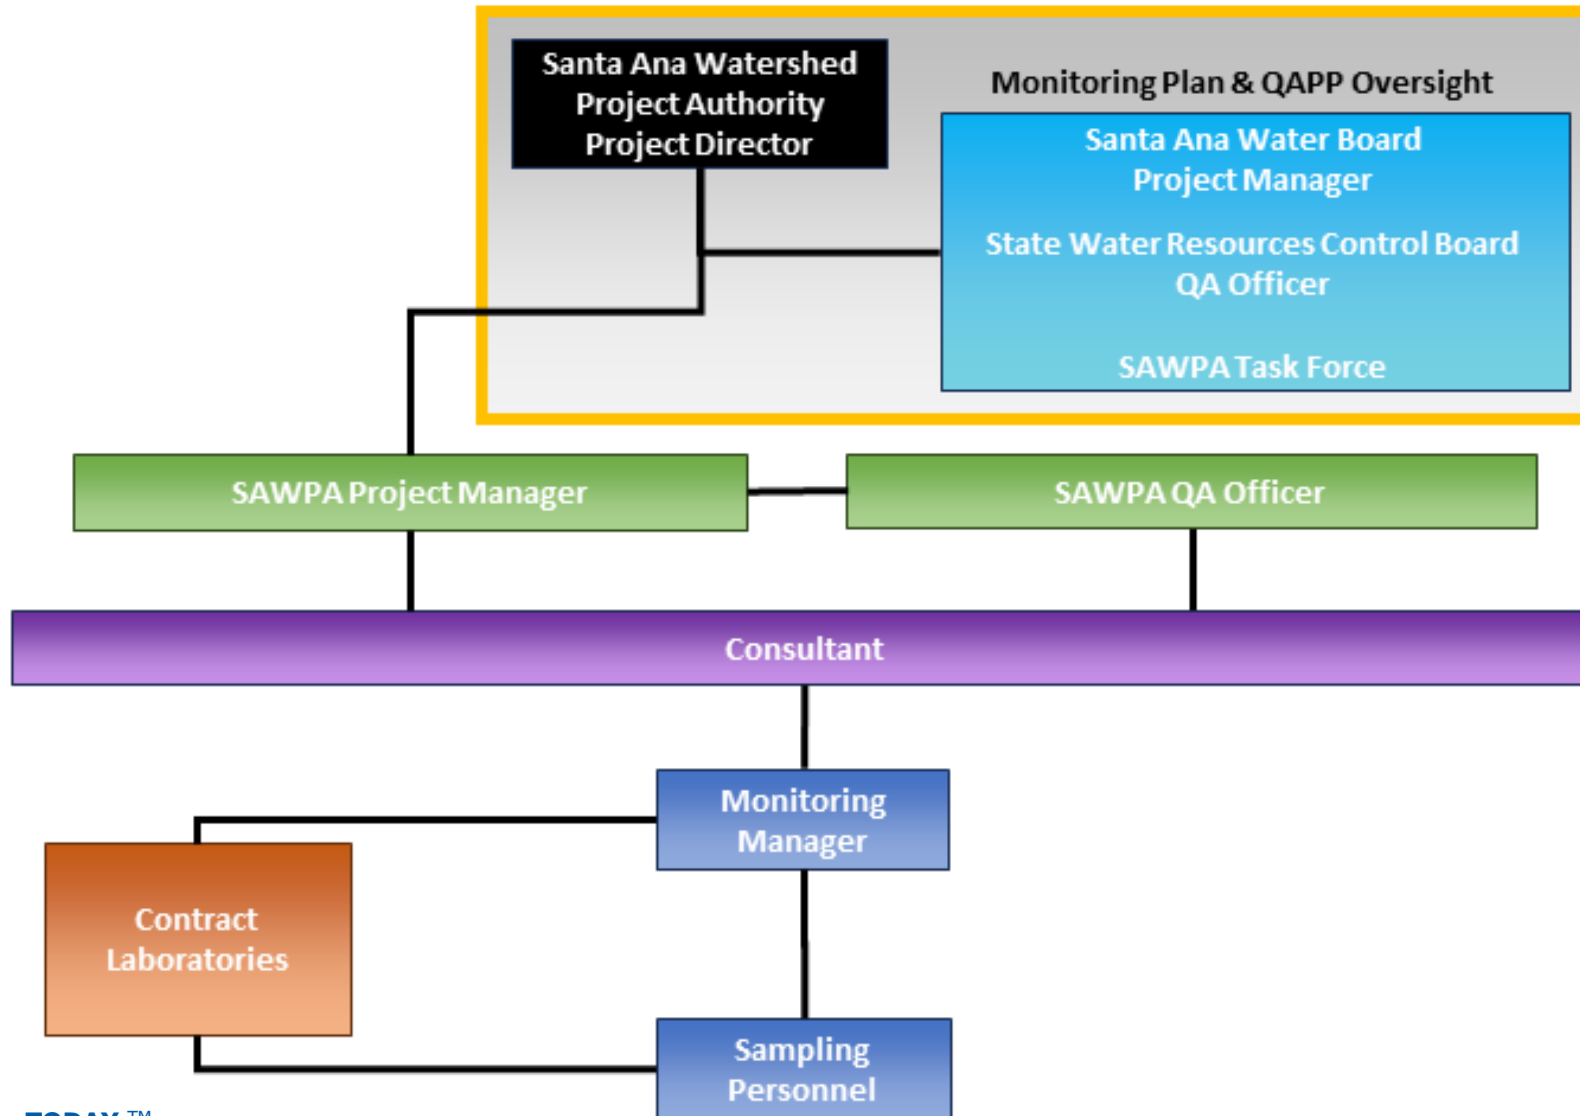 Santa Ana Watershed
Project Authority
Project Director
Monitoring Plan & QAPP Oversight
Santa Ana Water Board
Project Manager
State Water Resources Control Board
QA Officer
SAWPA Task Force
SAWPA Project Manager
SAWPA QA Officer
Consultant
Monitoring
Manager
Contract
Laboratories
Sampling
Personnel
TODAY ™